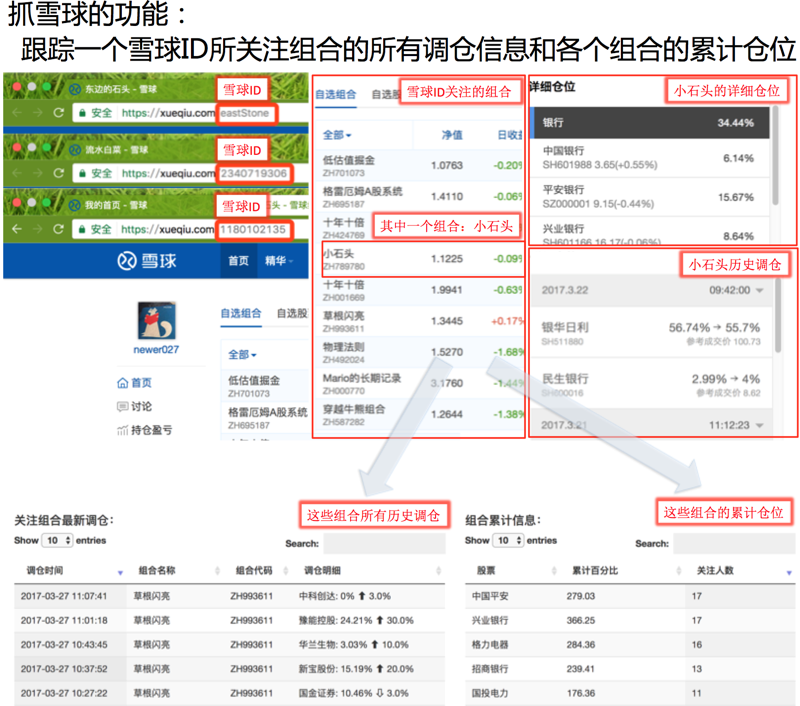 抓雪球的功能：
跟踪一个雪球ID所关注组合的所有调仓信息和各个组合的累计仓位
东边的石头 - 雪球
雪球ID
安全 https://xueqiu.com/eastStone
流水白菜 - 雪球
雪球ID
安全 https://xueqiu.com/2340719306
我的首页 - 雪球
雪球ID
石头 - 雪球
安全 https://xueqiu.com/1180102135
雪球
首页
精华
newer027
首页
讨论
持仓盈亏
自选组合
自选股
全部
低估值掘金
ZH701073
格雷厄姆A股系统
ZH695187
自选组合
自选股
雪球ID关注的组合
全部
净值
日收益
低估值掘金
ZH701073
1.0763
-0.20%
格雷厄姆A股系统
ZH695187
1.4110
-0.06%
十年十倍
ZH424769
其中一个组合：小石头
小石头
ZH789780
1.1225
-0.09%
十年十倍
ZH001669
1.9941
-0.63%
草根闪亮
ZH993611
1.3445
+0.17%
物理法则
ZH492024
1.5270
-1.68%
Mario的长期记录
ZH000770
3.1760
-1.44%
穿越牛熊组合
ZH587282
1.2644
-1.38%
详细仓位
小石头的详细仓位
银行
34.44%
中国银行
SH601988 3.65(+0.55%)
6.14%
平安银行
SZ000001 9.15(-0.44%)
15.67%
兴业银行
SH601166 16.17(-0.06%)
8.64%
小石头历史调仓
2017.3.22
09:42:00
银华日利
SH511880
56.74% → 55.7%
参考成交价 100.73
民生银行
SH600016
2.99% → 4%
参考成交价 8.62
2017.3.21
11:12:23
关注组合最新调仓:
这些组合所有历史调仓
Show 10 entries
Search:
调仓时间 组合名称 组合代码 调仓明细
2017-03-27 11:07:41 草根闪亮 ZH993611 中科创达: 0% ⬆ 3.0%
2017-03-27 11:01:18 草根闪亮 ZH993611 豫能控股: 24.21% ⬆ 30.0%
2017-03-27 10:43:45 草根闪亮 ZH993611 华兰生物: 3.03% ⬆ 10.0%
2017-03-27 10:37:52 草根闪亮 ZH993611 新宝股份: 15.19% ⬆ 20.0%
2017-03-27 10:27:22 草根闪亮 ZH993611 国金证券: 10.46% ⇩ 3.0%
组合累计信息:
这些组合的累计仓位
Show 10 entries
Search:
股票 累计百分比 关注人数
中国平安 279.03 17
兴业银行 366.25 17
格力电器 284.36 16
招商银行 239.41 13
国投电力 176.36 11